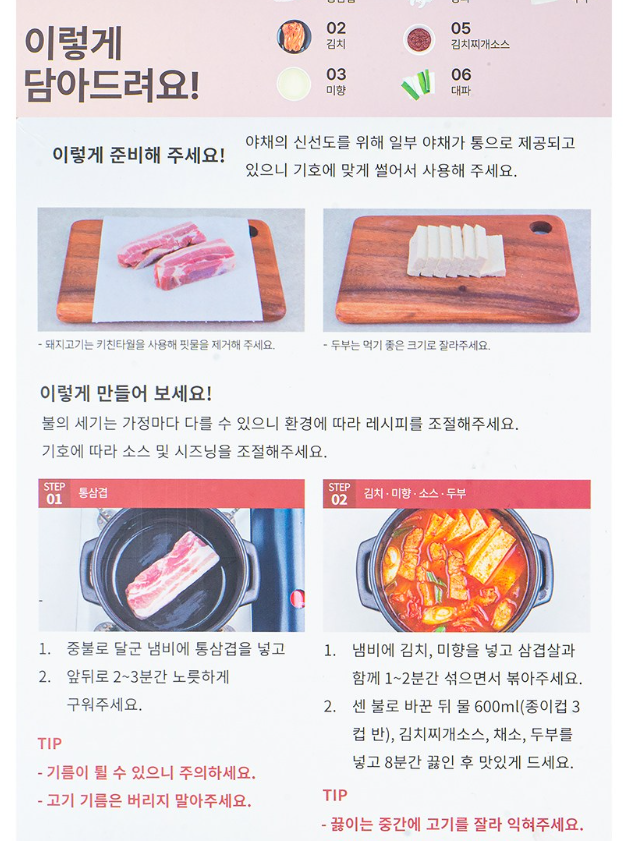 이렇게
담아드려요!
02
김치
05
김치찌개소스
03
미향
06
대파
이렇게 준비해 주세요!
야채의 신선도를 위해 일부 야채가 통으로 제공되고
있으니 기호에 맞게 썰어서 사용해 주세요.
- 돼지고기는 키친타월을 사용해 핏물을 제거해 주세요.
- 두부는 먹기 좋은 크기로 잘라주세요.
이렇게 만들어 보세요!
불의 세기는 가정마다 다를 수 있으니 환경에 따라 레시피를 조절해주세요.
기호에 따라 소스 및 시즈닝을 조절해주세요.
STEP
01
통삼겹
1. 중불로 달군 냄비에 통삼겹을 넣고
2. 앞뒤로 2~3분간 노릇하게
구워주세요.
TIP
- 기름이 튈 수 있으니 주의하세요.
- 고기 기름은 버리지 말아주세요.
STEP
02
김치 · 미향 · 소스 · 두부
1. 냄비에 김치, 미향을 넣고 삼겹살과
함께 1~2분간 섞으면서 볶아주세요.
2. 센 불로 바꾼 뒤 물 600ml(종이컵 3
컵 반), 김치찌개소스, 채소, 두부를
넣고 8분간 끓인 후 맛있게 드세요.
TIP
- 끓이는 중간에 고기를 잘라 익혀주세요.